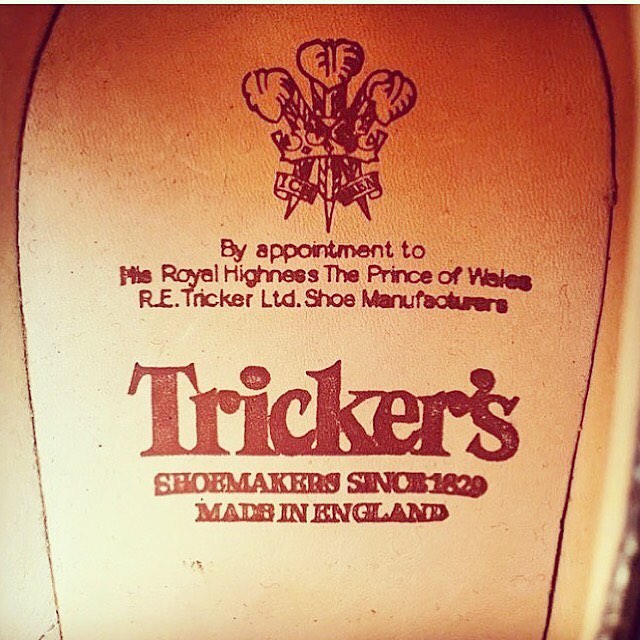 ICH DIEN
By appointment to
His Royal Highness The Prince of Wales
R.E. Tricker Ltd. Shoe Manufacturers
Tricker's
SHOEMAKERS SINCE 1829
MADE IN ENGLAND